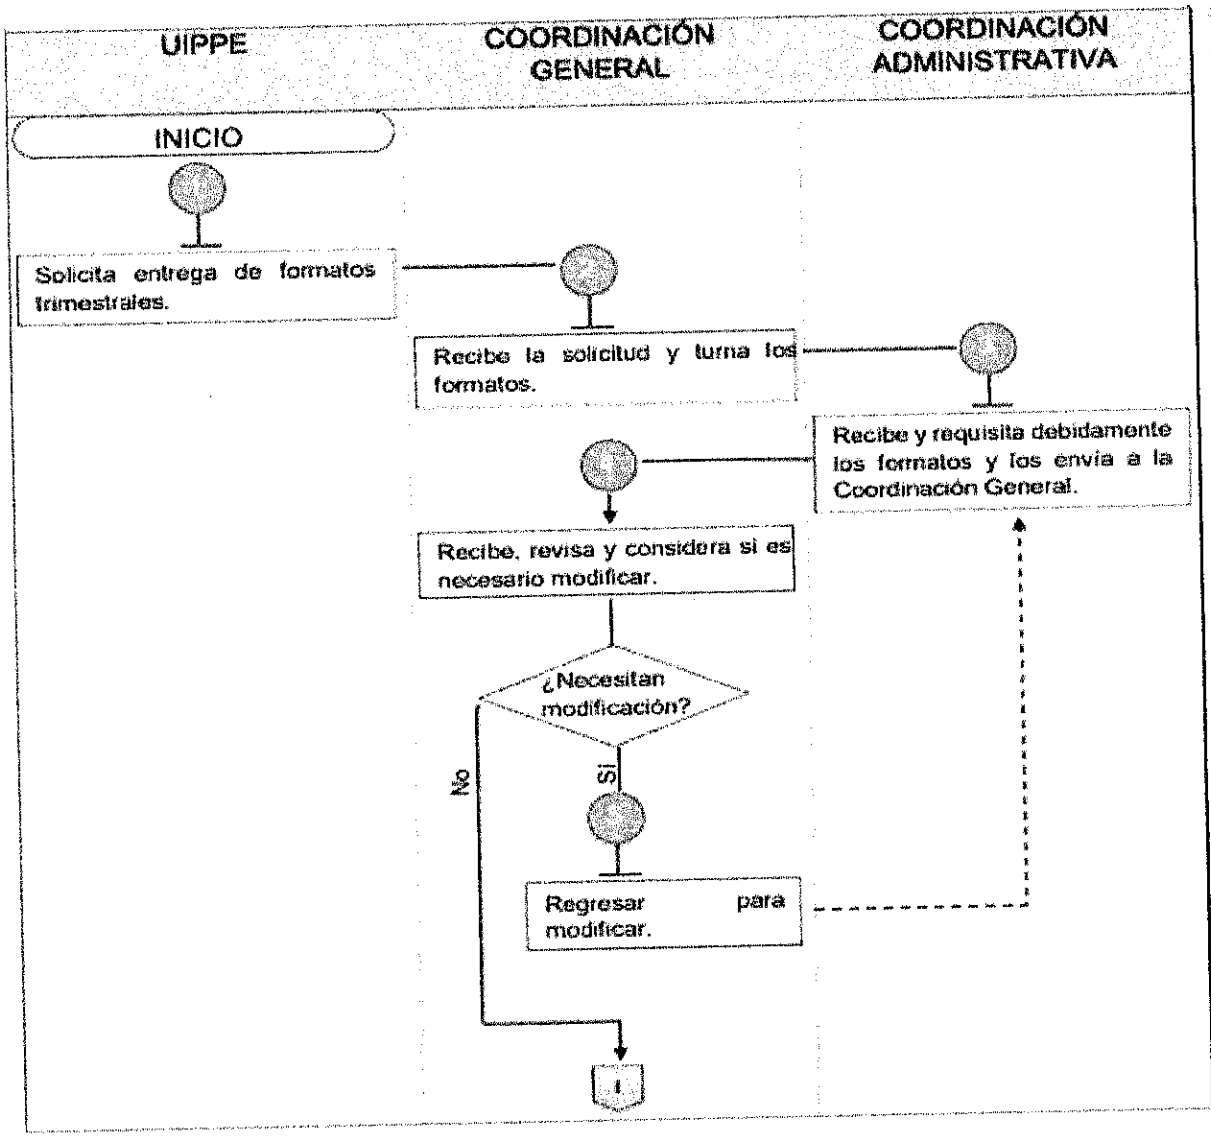 UIPPE
COORDINACIÓN
GENERAL
COORDINACIÓN
ADMINISTRATIVA
INICIO
Solicita entrega de formatos
trimestrales.
Recibe la solicitud y turna los
formatos.
Recibe y requisita debidamente
los formatos y los envía a la
Coordinación General.
Recibe, revisa y considera si es
necesario modificar.
¿Necesitan
modificación?
No
Si
Regresar para
modificar.
I